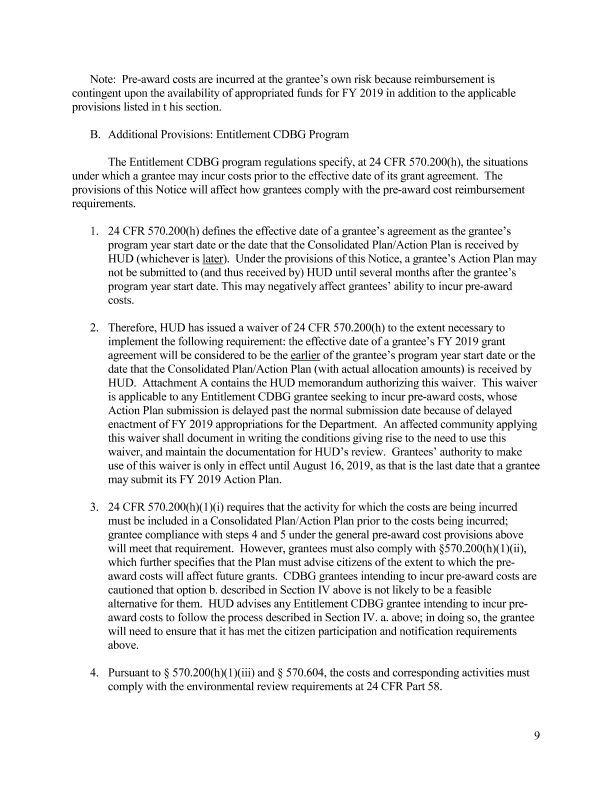 Note:  Pre-award costs are incurred at the grantee's own risk because reimbursement is
contingent upon the availability of appropriated funds for FY 2019 in addition to the applicable
provisions listed in t his section.
B.  Additional Provisions: Entitlement CDBG Program
The Entitlement CDBG program regulations specify, at 24 CFR 570.200(h), the situations
under which a grantee may incur costs prior to the effective date of its grant agreement.  The
provisions of this Notice will affect how grantees comply with the pre-award cost reimbursement
requirements.
1.  24 CFR 570.200(h) defines the effective date of a grantee's agreement as the grantee's
program year start date or the date that the Consolidated Plan/Action Plan is received by
HUD (whichever is later).  Under the provisions of this Notice, a grantee's Action Plan may
not be submitted to (and thus received by) HUD until several months after the grantee's
program year start date. This may negatively affect grantees' ability to incur pre-award
costs.
2.  Therefore, HUD has issued a waiver of 24 CFR 570.200(h) to the extent necessary to
implement the following requirement: the effective date of a grantee's FY 2019 grant
agreement will be considered to be the earlier of the grantee's program year start date or the
date that the Consolidated Plan/Action Plan (with actual allocation amounts) is received by
HUD.  Attachment A contains the HUD memorandum authorizing this waiver.  This waiver
is applicable to any Entitlement CDBG grantee seeking to incur pre-award costs, whose
Action Plan submission is delayed past the normal submission date because of delayed
enactment of FY 2019 appropriations for the Department.  An affected community applying
this waiver shall document in writing the conditions giving rise to the need to use this
waiver, and maintain the documentation for HUD's review.  Grantees' authority to make
use of this waiver is only in effect until August 16, 2019, as that is the last date that a grantee
may submit its FY 2019 Action Plan.
3.  24 CFR 570.200(h)(1)(i) requires that the activity for which the costs are being incurred
must be included in a Consolidated Plan/Action Plan prior to the costs being incurred;
grantee compliance with steps 4 and 5 under the general pre-award cost provisions above
will meet that requirement.  However, grantees must also comply with §570.200(h)(1)(ii),
which further specifies that the Plan must advise citizens of the extent to which the pre-
award costs will affect future grants.  CDBG grantees intending to incur pre-award costs are
cautioned that option b. described in Section IV above is not likely to be a feasible
alternative for them.  HUD advises any Entitlement CDBG grantee intending to incur pre-
award costs to follow the process described in Section IV. a. above; in doing so, the grantee
will need to ensure that it has met the citizen participation and notification requirements
above.
4.  Pursuant to § 570.200(h)(1)(iii) and § 570.604, the costs and corresponding activities must
comply with the environmental review requirements at 24 CFR Part 58.
9